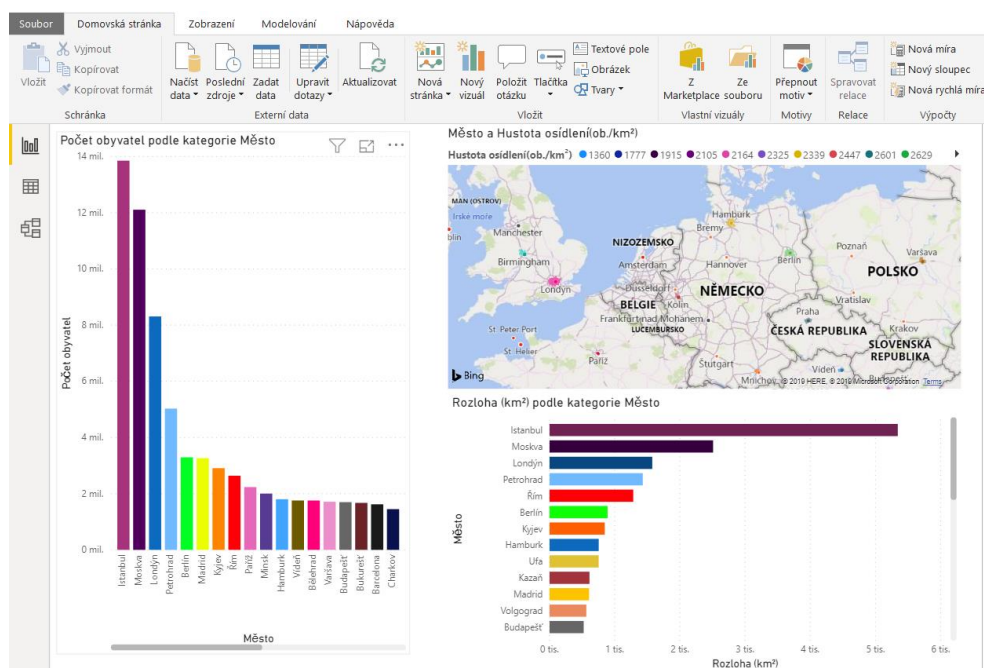 Soubor Domovská stránka Zobrazení Modelování Nápověda
Vložit
Vyjmout
Kopírovat
Kopírovat formát
Schránka
Načíst data
Poslední zdroje
Zadat data
Upravit dotazy
Aktualizovat
Externí data
Nová stránka
Nový vizuál
Položit otázku
Tlačítka
Textové pole
Obrázek
Tvary
Vložit
Z Marketplace
Ze souboru
Vlastní vizuály
Přepnout motiv
Motivy
Spravovat relace
Relace
Nová míra
Nový sloupec
Nová rychlá míra
Výpočty
Počet obyvatel podle kategorie Město
14 mil.
12 mil.
10 mil.
8 mil.
6 mil.
4 mil.
2 mil.
0 mil.
Počet obyvatel
Istanbul
Moskva
Londýn
Petrohrad
Berlín
Madrid
Kyjev
Řím
Paříž
Minsk
Hamburk
Vídeň
Bělehrad
Varšava
Budapešť
Bukurešť
Barcelona
Charkov
Město
Město a Hustota osídlení(ob./km²)
Hustota osídlení(ob./km²) 1360 1777 1915 2105 2164 2325 2339 2447 2601 2629
MAN (OSTROV)
Irské moře
blin
Manchester
Birmingham
Londýn
St. Peter Port
St. Helier
Paříž
NIZOZEMSKO
Amsterdam
BELGIE
Düsseldorf
Kolín
Frankfurt nad Mohanem
LUCEMBURSKO
Hamburk
Brémy
Hannover
Berlín
NĚMECKO
Štutgart
Mnichov
Poznaň
Varšava
POLSKO
Vratislav
Praha
ČESKÁ REPUBLIKA
Krakov
SLOVENSKÁ REPUBLIKA
Vídeň
Budapešť
Bing
© 2019 HERE, © 2019 Microsoft Corporation Terms
Rozloha (km²) podle kategorie Město
Město
Istanbul
Moskva
Londýn
Petrohrad
Řím
Berlín
Kyjev
Hamburk
Ufa
Kazaň
Madrid
Volgograd
Budapešť
0 tis. 1 tis. 2 tis. 3 tis. 4 tis. 5 tis. 6 tis.
Rozloha (km²)